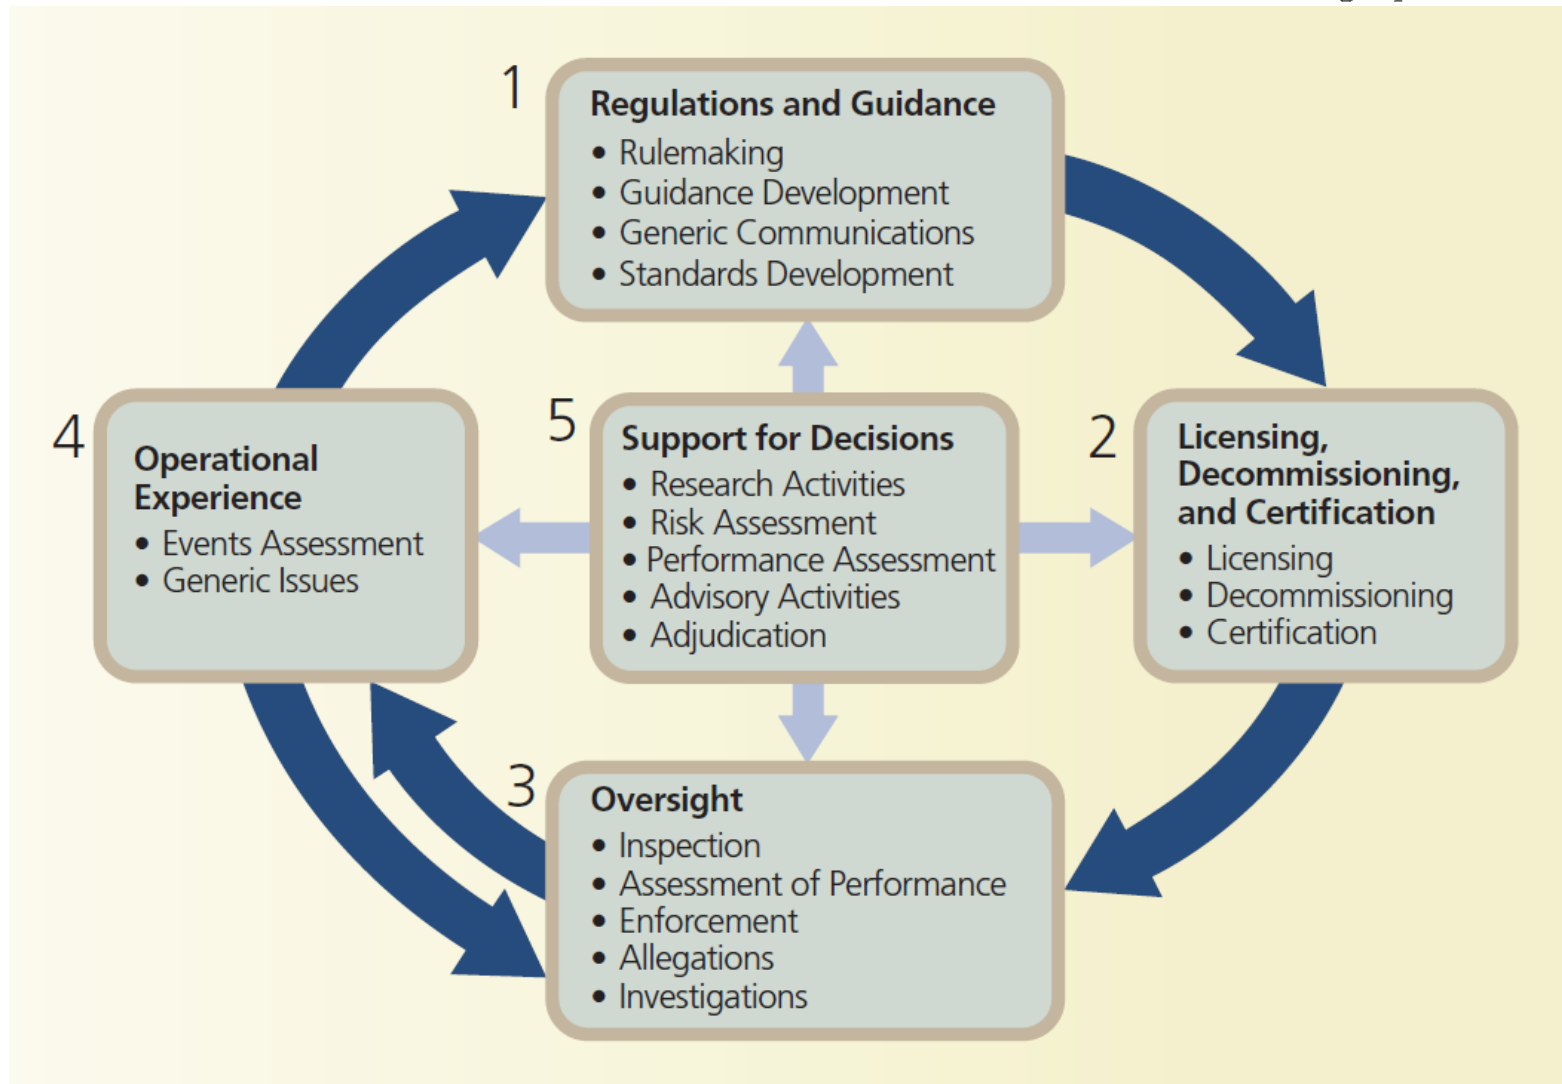 1
Regulations and Guidance
• Rulemaking
• Guidance Development
• Generic Communications
• Standards Development
4
Operational
Experience
• Events Assessment
• Generic Issues
5
Support for Decisions
• Research Activities
• Risk Assessment
• Performance Assessment
• Advisory Activities
• Adjudication
2
Licensing,
Decommissioning,
and Certification
• Licensing
• Decommissioning
• Certification
3
Oversight
• Inspection
• Assessment of Performance
• Enforcement
• Allegations
• Investigations